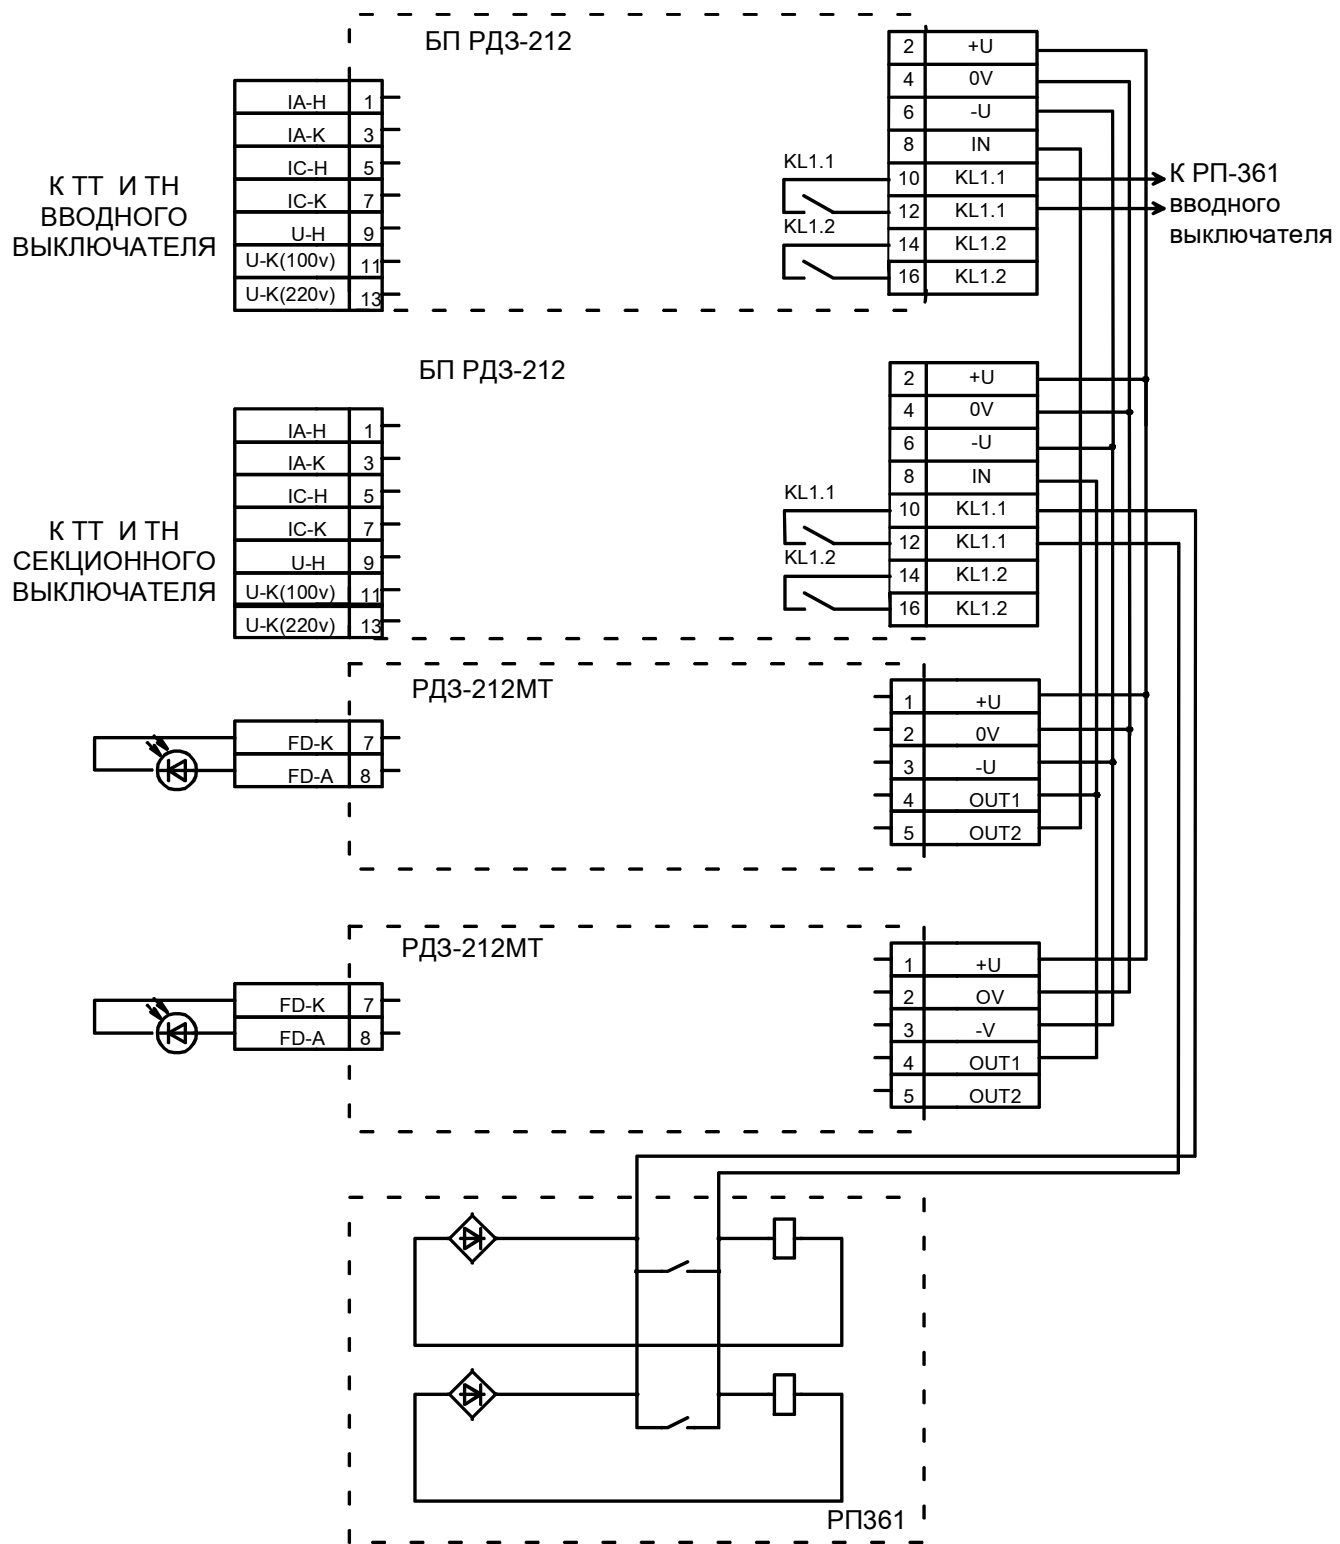 БП РДЗ-212
К ТТ И ТН
ВВОДНОГО
ВЫКЛЮЧАТЕЛЯ
IA-H 1
IA-K 3
IC-H 5
IC-K 7
U-H 9
U-K(100v) 11
U-K(220v) 13
KL1.1
KL1.2
2 +U
4 0V
6 -U
8 IN
10 KL1.1
12 KL1.1
14 KL1.2
16 KL1.2
К РП-361
вводного
выключателя
БП РДЗ-212
К ТТ И ТН
СЕКЦИОННОГО
ВЫКЛЮЧАТЕЛЯ
IA-H 1
IA-K 3
IC-H 5
IC-K 7
U-H 9
U-K(100v) 11
U-K(220v) 13
KL1.1
KL1.2
2 +U
4 0V
6 -U
8 IN
10 KL1.1
12 KL1.1
14 KL1.2
16 KL1.2
РДЗ-212МТ
FD-K 7
FD-A 8
1 +U
2 0V
3 -U
4 OUT1
5 OUT2
РДЗ-212МТ
FD-K 7
FD-A 8
1 +U
2 OV
3 -V
4 OUT1
5 OUT2
РП361